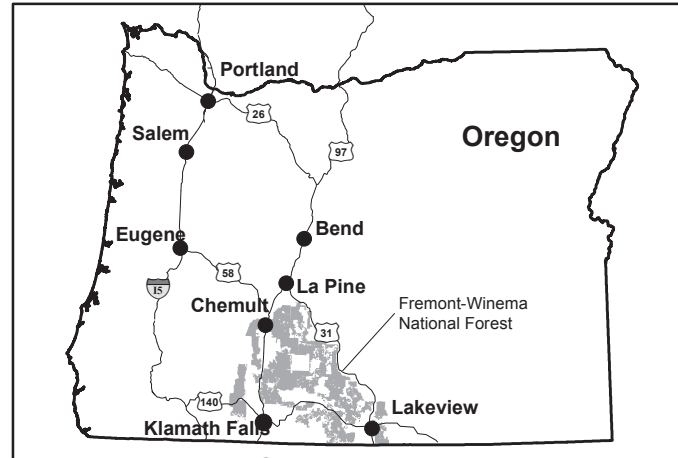 Portland
26
Salem
Oregon
97
Eugene
Bend
58
La Pine
15
Chemult
Fremont-Winema
National Forest
31
140
Lakeview
Klamath Falls